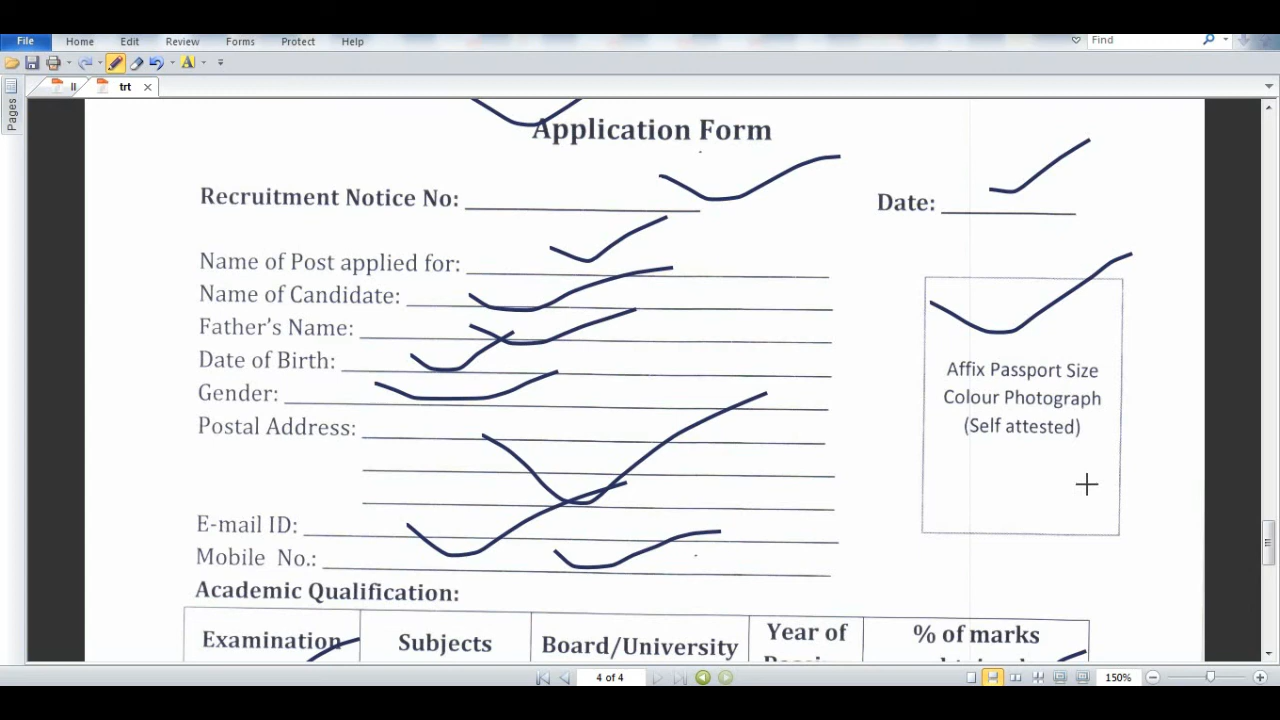 File Home Edit Review Forms Protect Help Find
ll trt
Pages
Application Form
Recruitment Notice No: Date:
Name of Post applied for:
Name of Candidate:
Father's Name:
Date of Birth:
Gender:
Postal Address:
Affix Passport Size
Colour Photograph
(Self attested)
E-mail ID:
Mobile No.:
Academic Qualification:
Examination Subjects Board/University Year of % of marks
4 of 4 150%